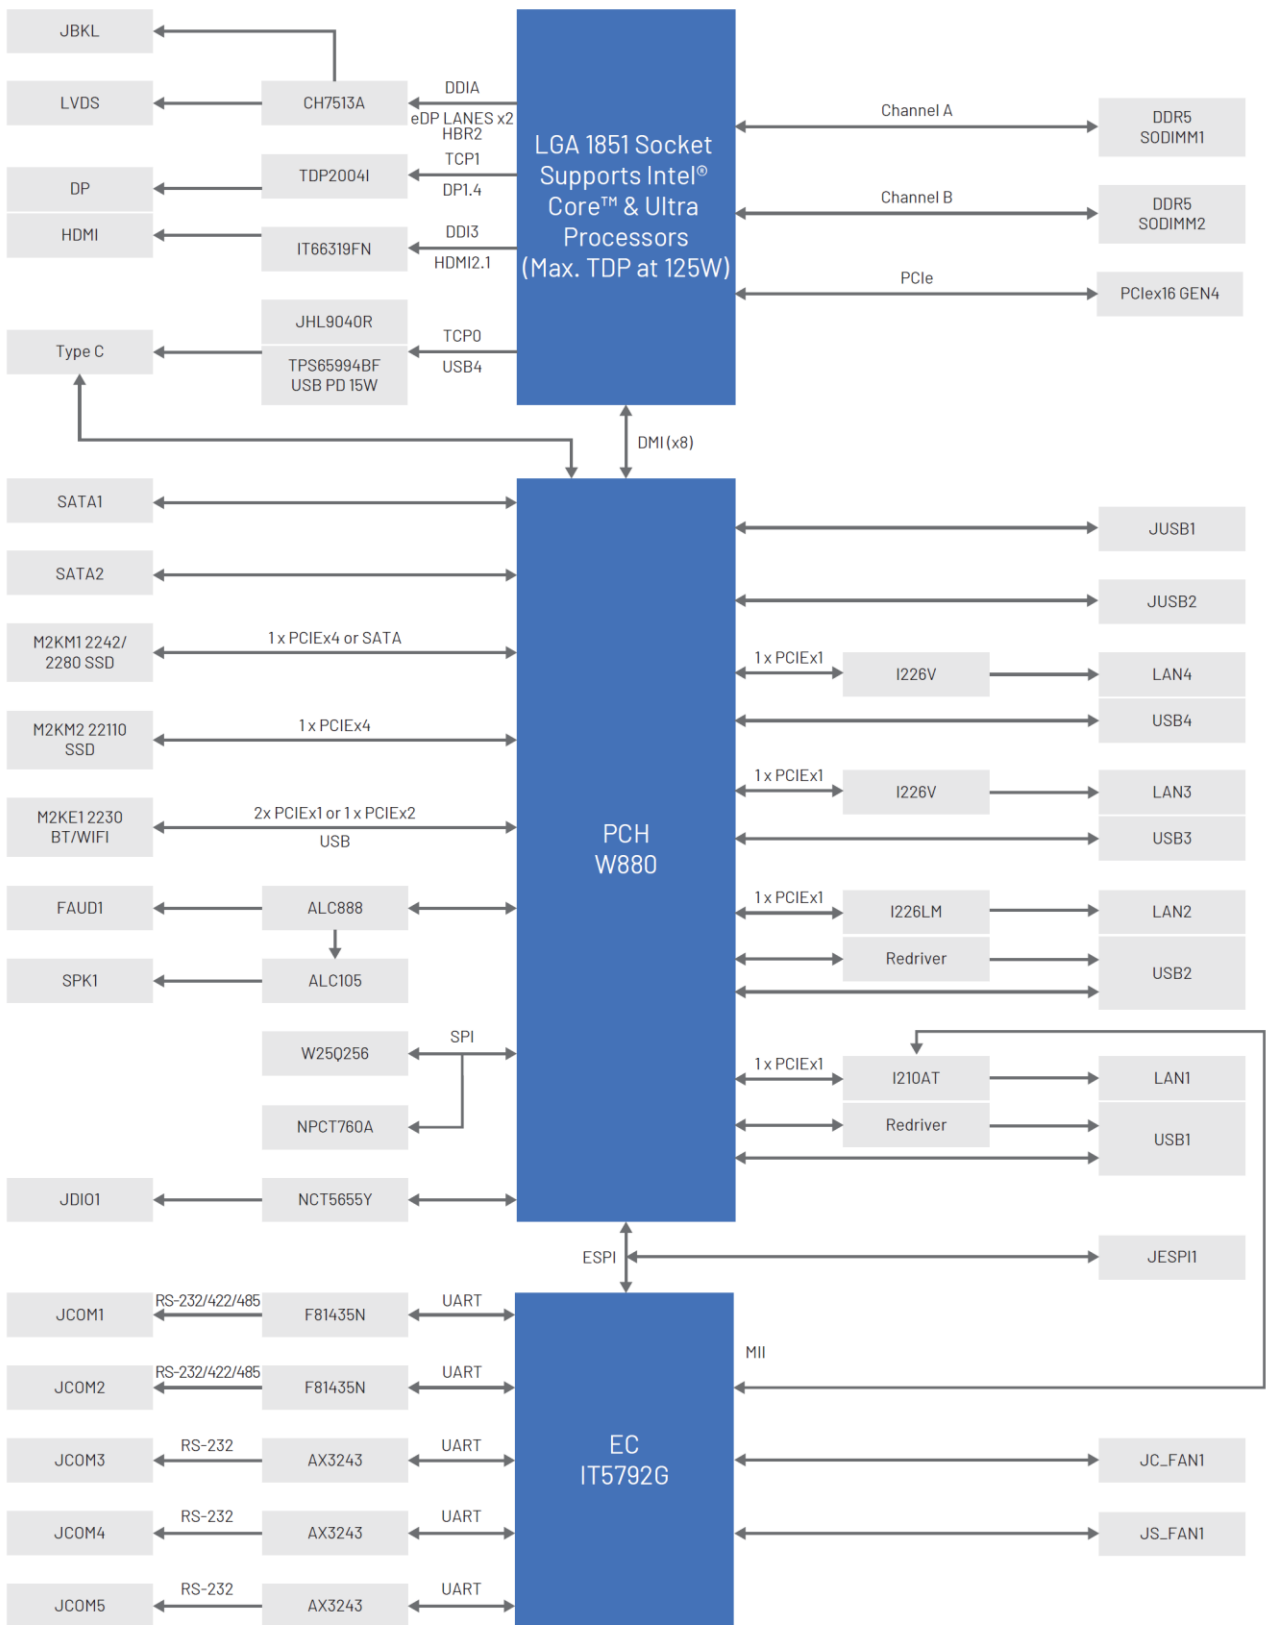 JBKL
LVDS
CH7513A
DDIA
eDP LANES x2
HBR2
DP
HDMI
TDP2004I
TCP1
DP1.4
IT66319FN
DDI3
HDMI2.1
Type C
JHL9040R
TPS65994BF
USB PD 15W
TCP0
USB4
LGA 1851 Socket
Supports Intel®
Core™ & Ultra
Processors
(Max. TDP at 125W)
Channel A
DDR5
SODIMM1
Channel B
DDR5
SODIMM2
PCIe
PCIex16 GEN4
DMI (x8)
SATA1
SATA2
M2KM1 2242/
2280 SSD
1 x PCIEx4 or SATA
M2KM2 22110
SSD
1 x PCIEx4
M2KE1 2230
BT/WIFI
2x PCIEx1 or 1 x PCIEx2
USB
FAUD1
ALC888
SPK1
ALC105
W25Q256
SPI
NPCT760A
JDIO1
NCT5655Y
PCH
W880
JUSB1
JUSB2
1 x PCIEx1
I226V
LAN4
USB4
1 x PCIEx1
I226V
LAN3
USB3
1 x PCIEx1
I226LM
LAN2
Redriver
USB2
1 x PCIEx1
I210AT
LAN1
Redriver
USB1
ESPI
JESPI1
JCOM1
RS-232/422/485
F81435N
UART
JCOM2
RS-232/422/485
F81435N
UART
JCOM3
RS-232
AX3243
UART
JCOM4
RS-232
AX3243
UART
JCOM5
RS-232
AX3243
UART
EC
IT5792G
MII
JC_FAN1
JS_FAN1